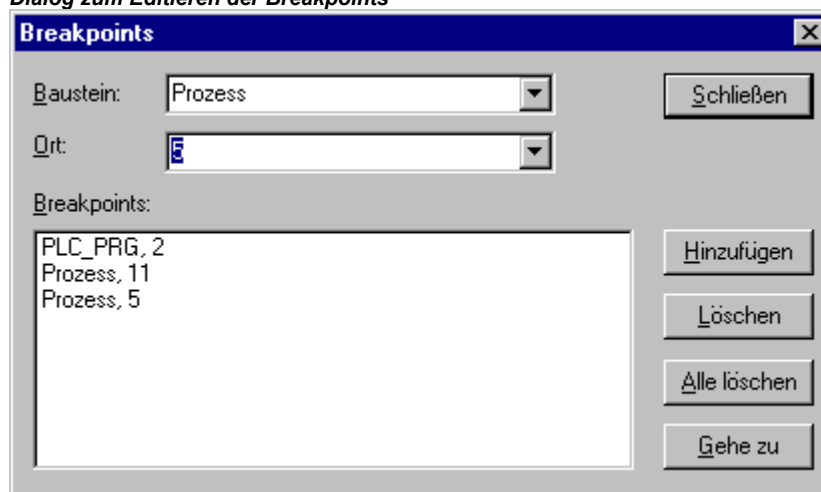 Dialog zum Editieren der Breakpoints
Breakpoints
Baustein: Prozess
Schließen
Ort: 5
Breakpoints:
PLC_PRG, 2
Prozess, 11
Prozess, 5
Hinzufügen
Löschen
Alle löschen
Gehe zu